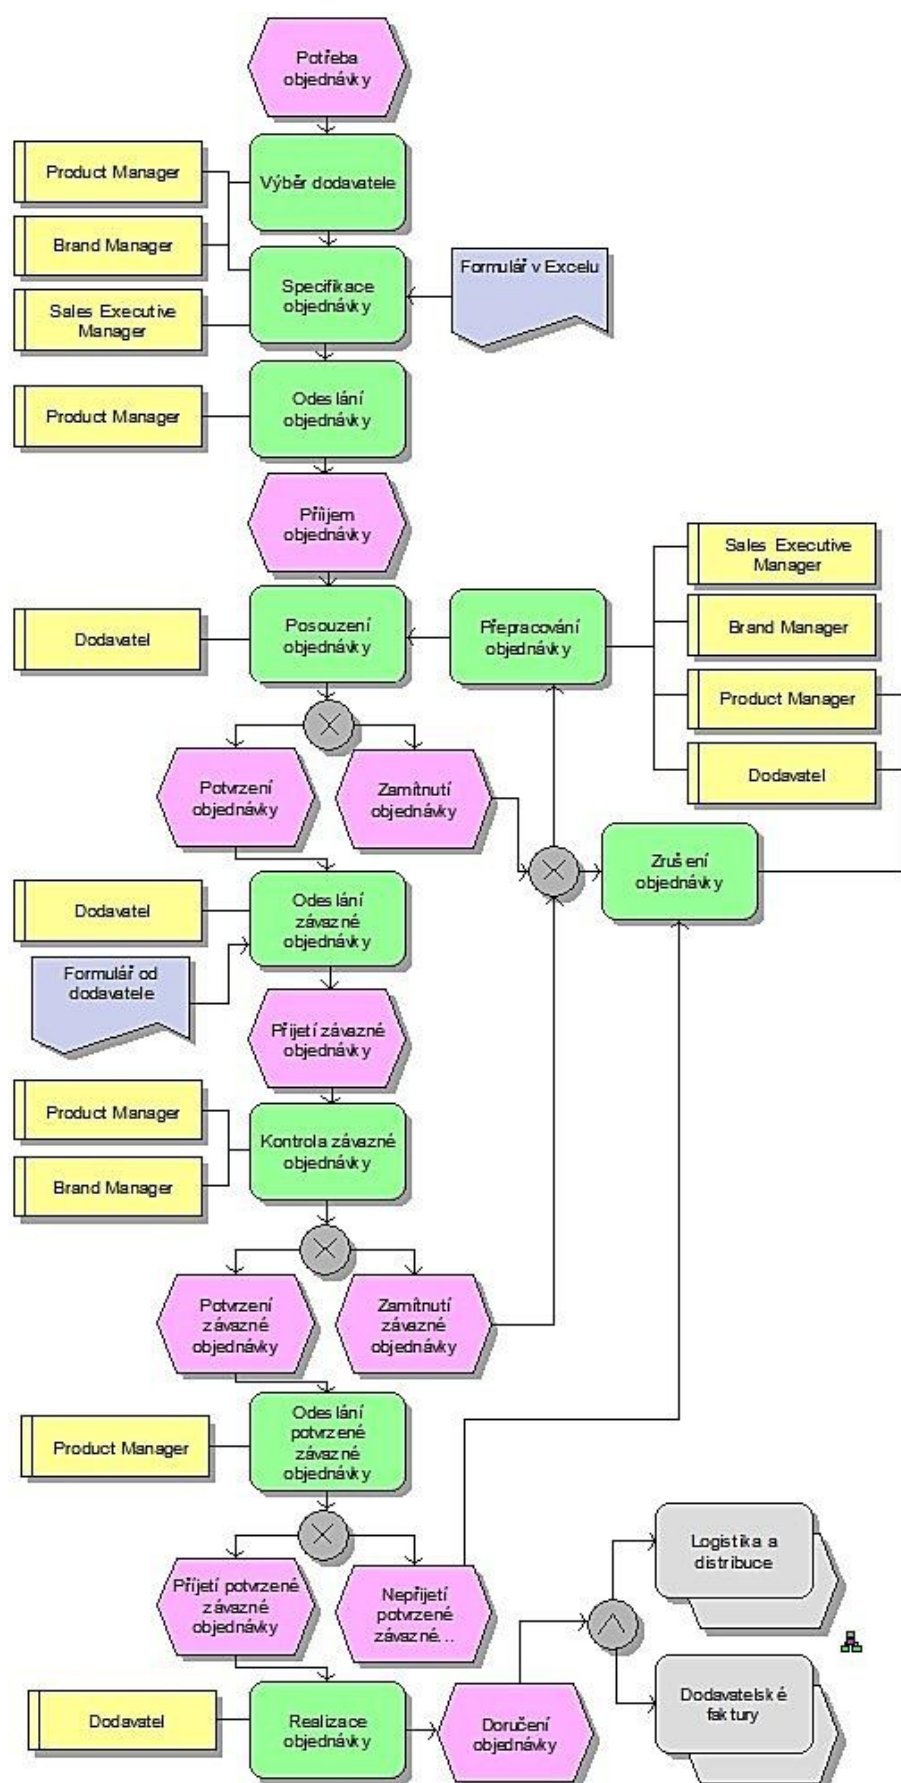 Potřeba
objednávky
Product Manager
Výběr dodavatele
Brand Manager
Formulář v Excelu
Specifikace
objednávky
Sales Executive
Manager
Odeslání
objednávky
Product Manager
Příijem
objednávky
Sales Executive
Manager
Dodavatel
Posouzení
objednávky
Přepracování
objednávky
Brand Manager
Product Manager
Dodavatel
Potvrzení
objednávky
Zamítnutí
objednávky
Zrušení
objednávky
Dodavatel
Odeslání
závazné
objednávky
Formulář od
dodavatele
Přijetí závazné
objednávky
Product Manager
Kontrola závazné
objednávky
Brand Manager
Potvrzení
závazné
objednávky
Zamítnutí
závazné
objednávky
Product Manager
Odeslání
potvrzené
závazné
objednávky
Příjetí potvrzené
závazné
objednávky
Nepřijetí
potvrzené
závazné...
Logistika a
distribuce
Dodavatelské
faktury
Dodavatel
Realizace
objednávky
Doručení
objednávky